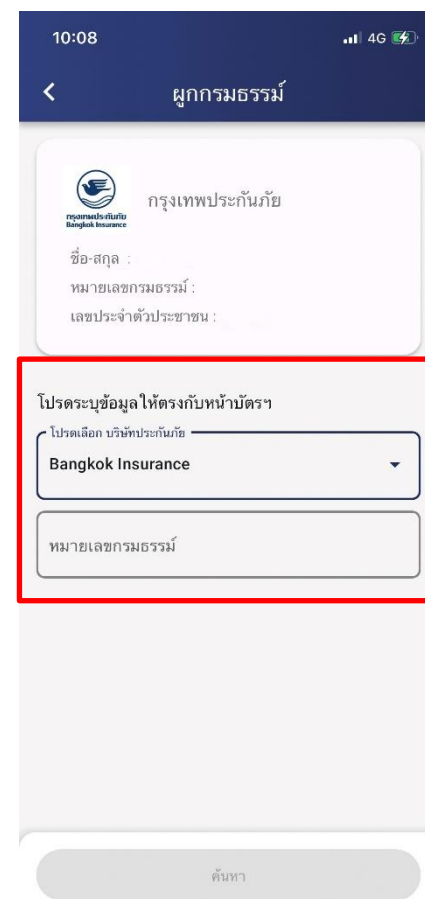 10:08
4G
ผูกกรมธรรม์
กรุงเทพประกันภัย
Bangkok Insurance
กรุงเทพประกันภัย
ชื่อ-สกุล :
หมายเลขกรมธรรม์ :
เลขประจำตัวประชาชน :
โปรดระบุข้อมูลให้ตรงกับหน้าบัตรฯ
โปรดเลือก บริษัทประกันภัย
Bangkok Insurance
หมายเลขกรมธรรม์
ค้นหา